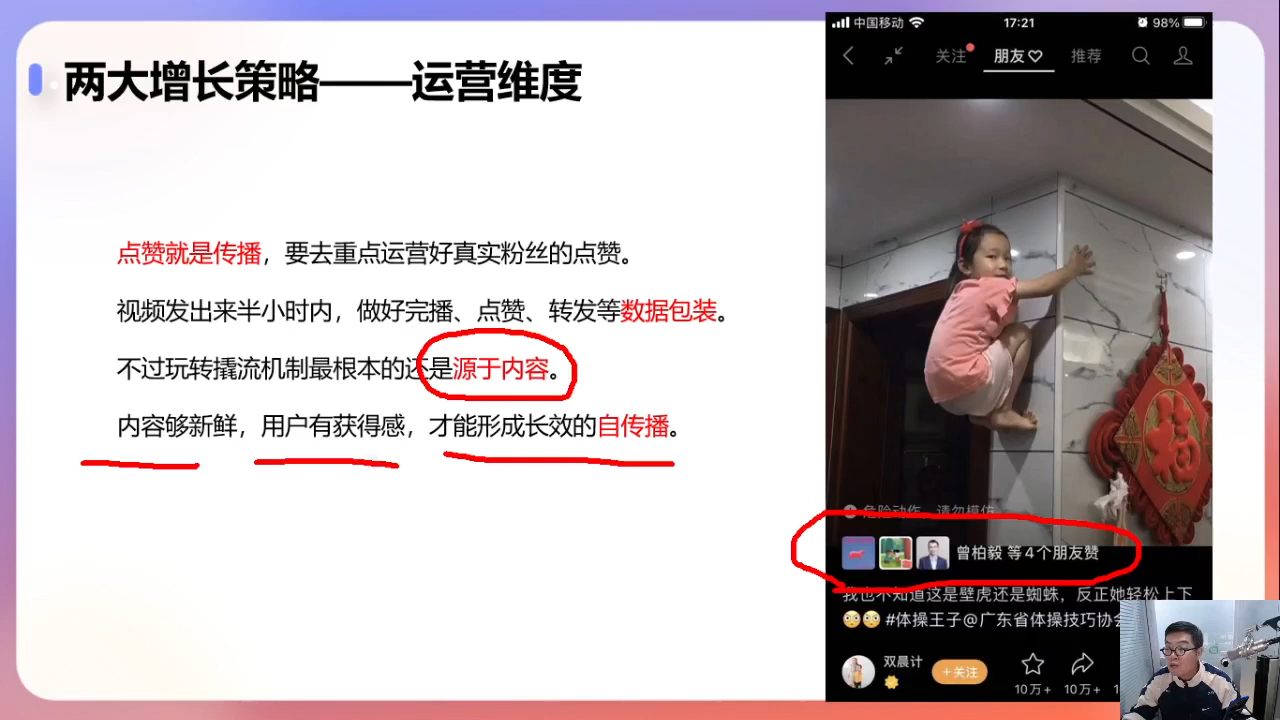 两大增长策略——运营维度
点赞就是传播，要去重点运营好真实粉丝的点赞。
视频发出来半小时内，做好完播、点赞、转发等数据包装。
不过玩转撬流机制最根本的还是源于内容。
内容够新鲜，用户有获得感，才能形成长效的自传播。
中国移动 17:21 98%
关注 朋友 推荐
福
危险动作，请勿模仿
曾柏毅 等4个朋友赞
我也不知道这是壁虎还是蜘蛛，反正她轻松上下
#体操王子@广东省体操技巧协会
双晨计
+关注
10万+ 10万+